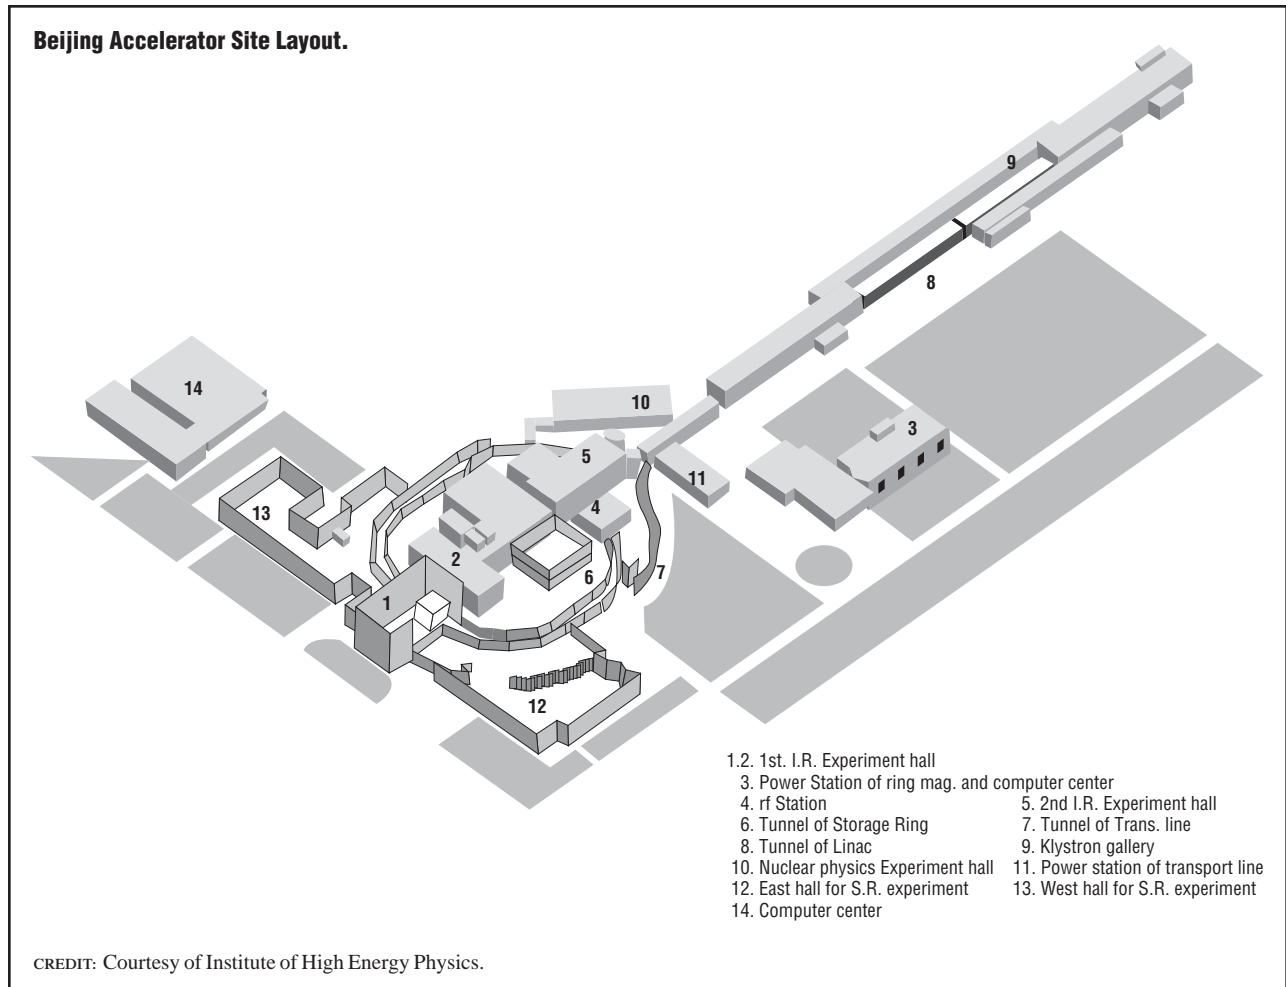 Beijing Accelerator Site Layout.
9
8
14
10
3
5
11
4
13
2
6
7
1
12
1.2. 1st. I.R. Experiment hall
3. Power Station of ring mag. and computer center
4. rf Station 5. 2nd I.R. Experiment hall
6. Tunnel of Storage Ring 7. Tunnel of Trans. line
8. Tunnel of Linac 9. Klystron gallery
10. Nuclear physics Experiment hall 11. Power station of transport line
12. East hall for S.R. experiment 13. West hall for S.R. experiment
14. Computer center
CREDIT: Courtesy of Institute of High Energy Physics.